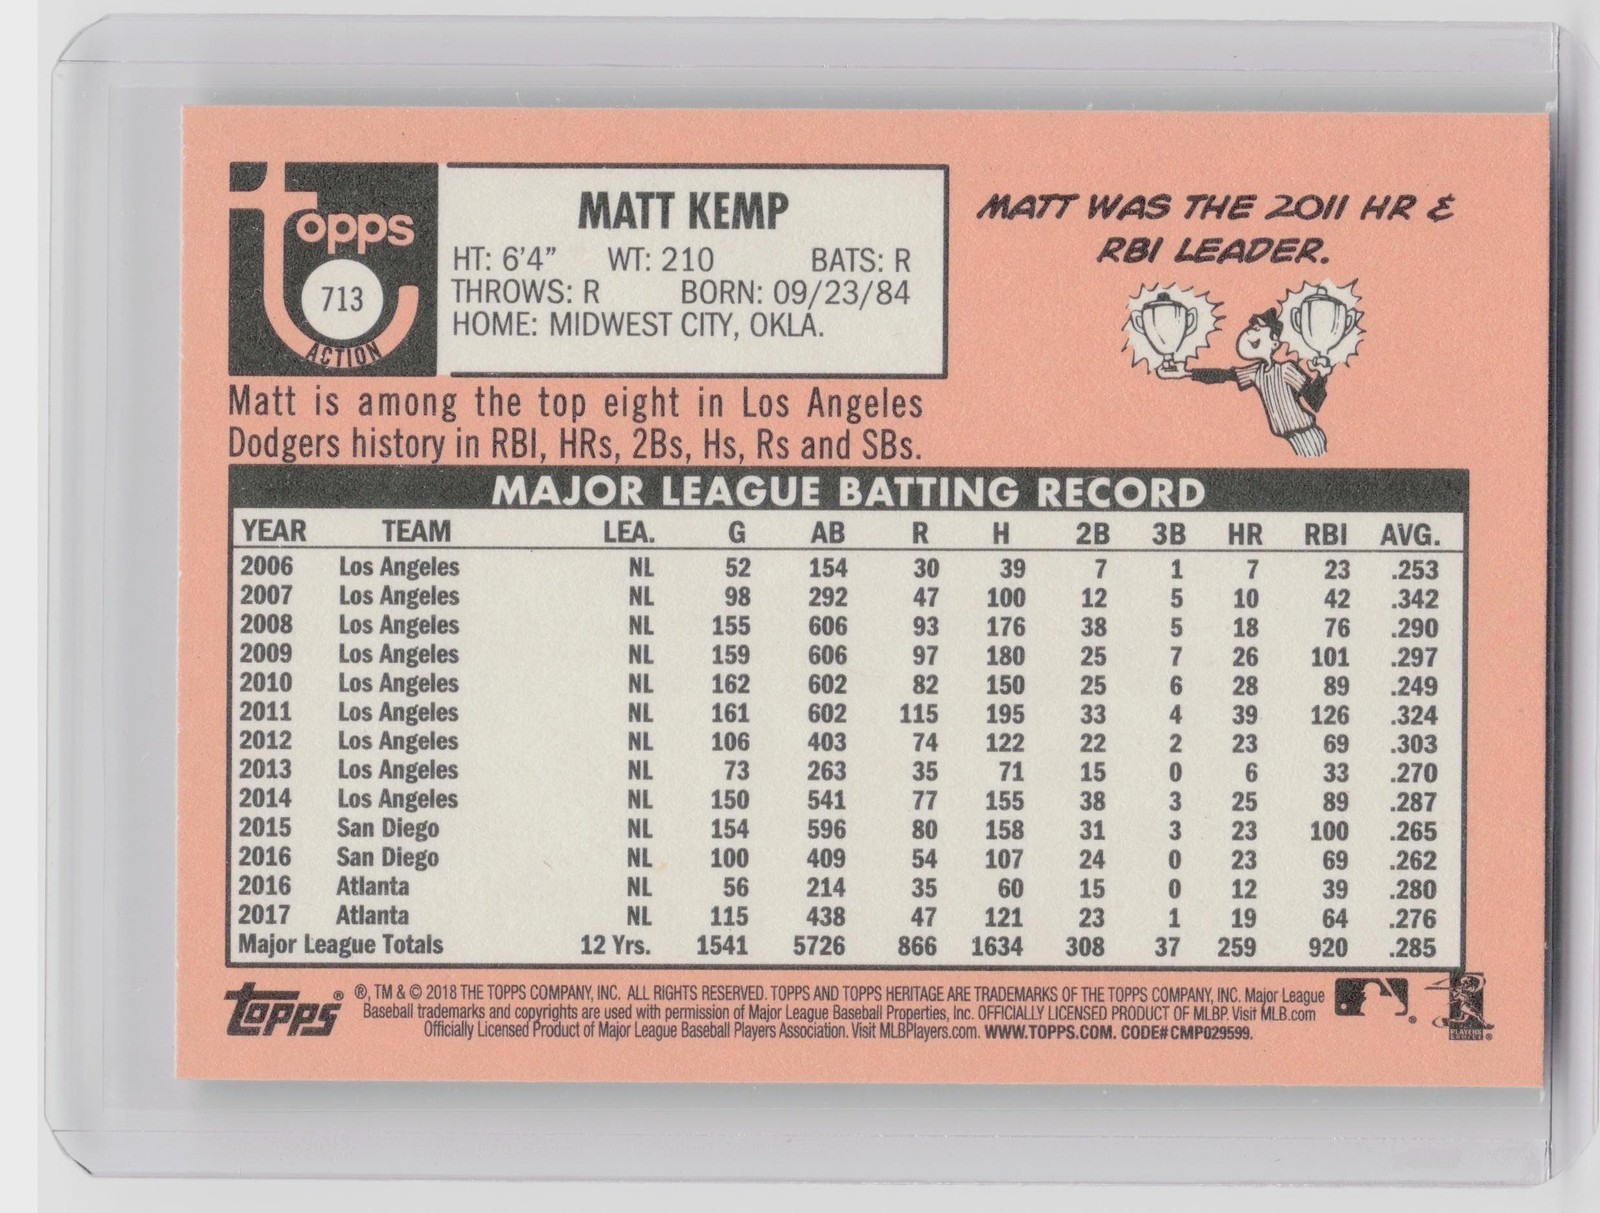 topps
713
ACTION
MATT KEMP
HT: 6'4" WT: 210 BATS: R
THROWS: R BORN: 09/23/84
HOME: MIDWEST CITY, OKLA.
MATT WAS THE 2011 HR &
RBI LEADER.
Matt is among the top eight in Los Angeles
Dodgers history in RBI, HRs, 2Bs, Hs, Rs and SBs.
MAJOR LEAGUE BATTING RECORD
YEAR TEAM LEA. G AB R H 2B 3B HR RBI AVG.
2006 Los Angeles NL 52 154 30 39 7 1 7 23 .253
2007 Los Angeles NL 98 292 47 100 12 5 10 42 .342
2008 Los Angeles NL 155 606 93 176 38 5 18 76 .290
2009 Los Angeles NL 159 606 97 180 25 7 26 101 .297
2010 Los Angeles NL 162 602 82 150 25 6 28 89 .249
2011 Los Angeles NL 161 602 115 195 33 4 39 126 .324
2012 Los Angeles NL 106 403 74 122 22 2 23 69 .303
2013 Los Angeles NL 73 263 35 71 15 0 6 33 .270
2014 Los Angeles NL 150 541 77 155 38 3 25 89 .287
2015 San Diego NL 154 596 80 158 31 3 23 100 .265
2016 San Diego NL 100 409 54 107 24 0 23 69 .262
2016 Atlanta NL 56 214 35 60 15 0 12 39 .280
2017 Atlanta NL 115 438 47 121 23 1 19 64 .276
Major League Totals 12 Yrs. 1541 5726 866 1634 308 37 259 920 .285
topps®
®, TM & © 2018 THE TOPPS COMPANY, INC. ALL RIGHTS RESERVED. TOPPS AND TOPPS HERITAGE ARE TRADEMARKS OF THE TOPPS COMPANY, INC. Major League
Baseball trademarks and copyrights are used with permission of Major League Baseball Properties, Inc. OFFICIALLY LICENSED PRODUCT OF MLBP. Visit MLB.com
Officially Licensed Product of Major League Baseball Players Association. Visit MLBPlayers.com. WWW.TOPPS.COM. CODE#CMP029599.
PLAYERS
CHOICE®